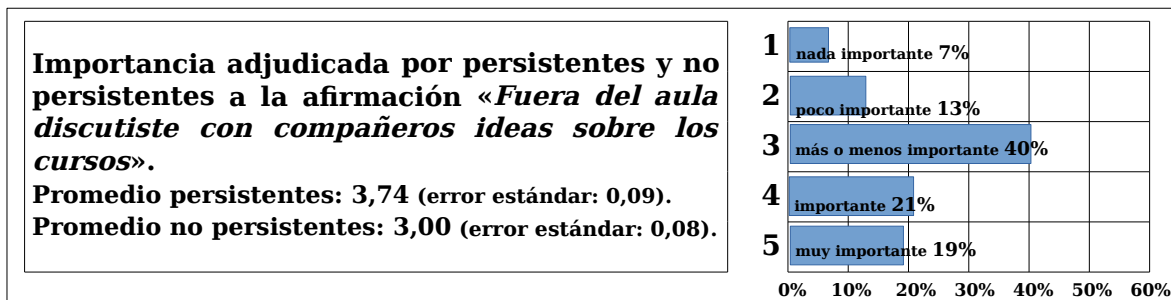 Importancia adjudicada por persistentes y no
persistentes a la afirmación «Fuera del aula
discutiste con compañeros ideas sobre los
cursos».
Promedio persistentes: 3,74 (error estándar: 0,09).
Promedio no persistentes: 3,00 (error estándar: 0,08).
1 nada importante 7%
2 poco importante 13%
3 más o menos importante 40%
4 importante 21%
5 muy importante 19%
0% 10% 20% 30% 40% 50% 60%